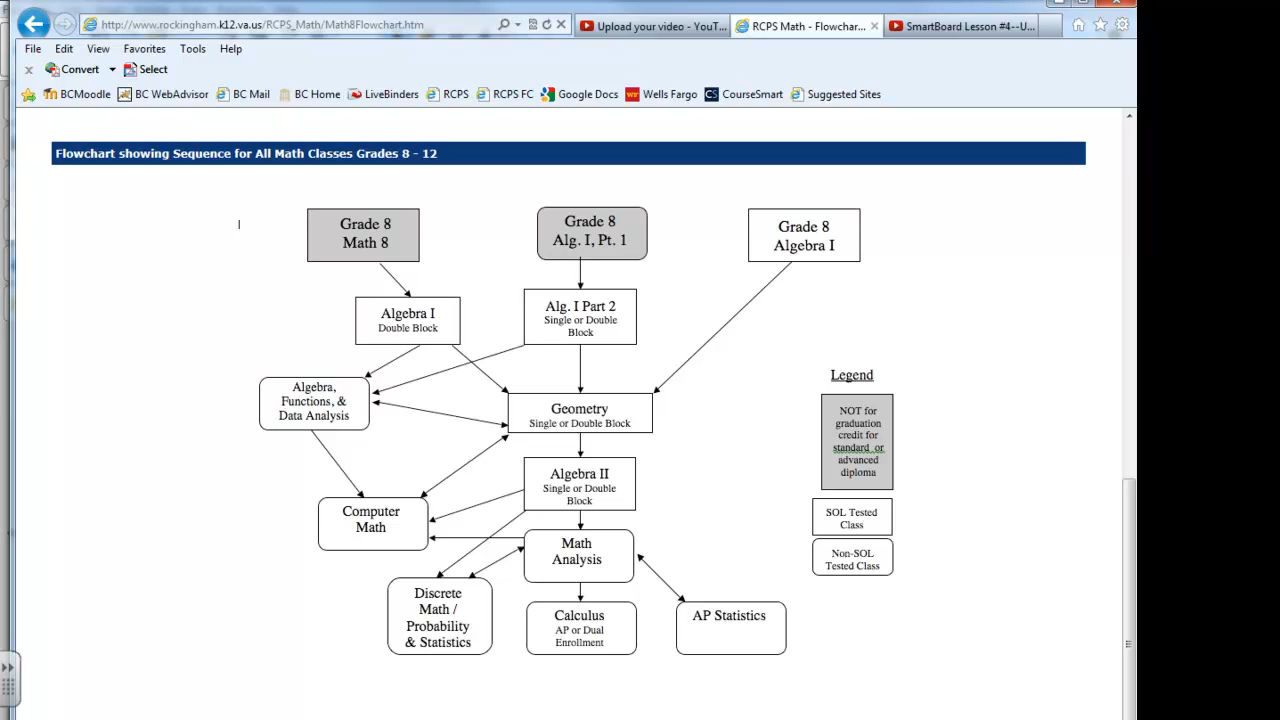 http://www.rockingham.k12.va.us/RCPS_Math/Math8Flowchart.htm
Upload your video - YouT...
RCPS Math - Flowchar...
SmartBoard Lesson #4--U...
File Edit View Favorites Tools Help
x Convert Select
BCMoodle BC WebAdvisor BC Mail BC Home LiveBinders RCPS RCPS FC Google Docs Wells Fargo CourseSmart Suggested Sites
Flowchart showing Sequence for All Math Classes Grades 8 - 12
Grade 8
Math 8
Grade 8
Alg. I, Pt. 1
Grade 8
Algebra I
Algebra I
Double Block
Alg. I Part 2
Single or Double
Block
Algebra,
Functions, &
Data Analysis
Geometry
Single or Double Block
Algebra II
Single or Double
Block
Computer
Math
Math
Analysis
Discrete
Math /
Probability
& Statistics
Calculus
AP or Dual
Enrollment
AP Statistics
Legend
NOT for
graduation
credit for
standard or
advanced
diploma
SOL Tested
Class
Non-SOL
Tested Class